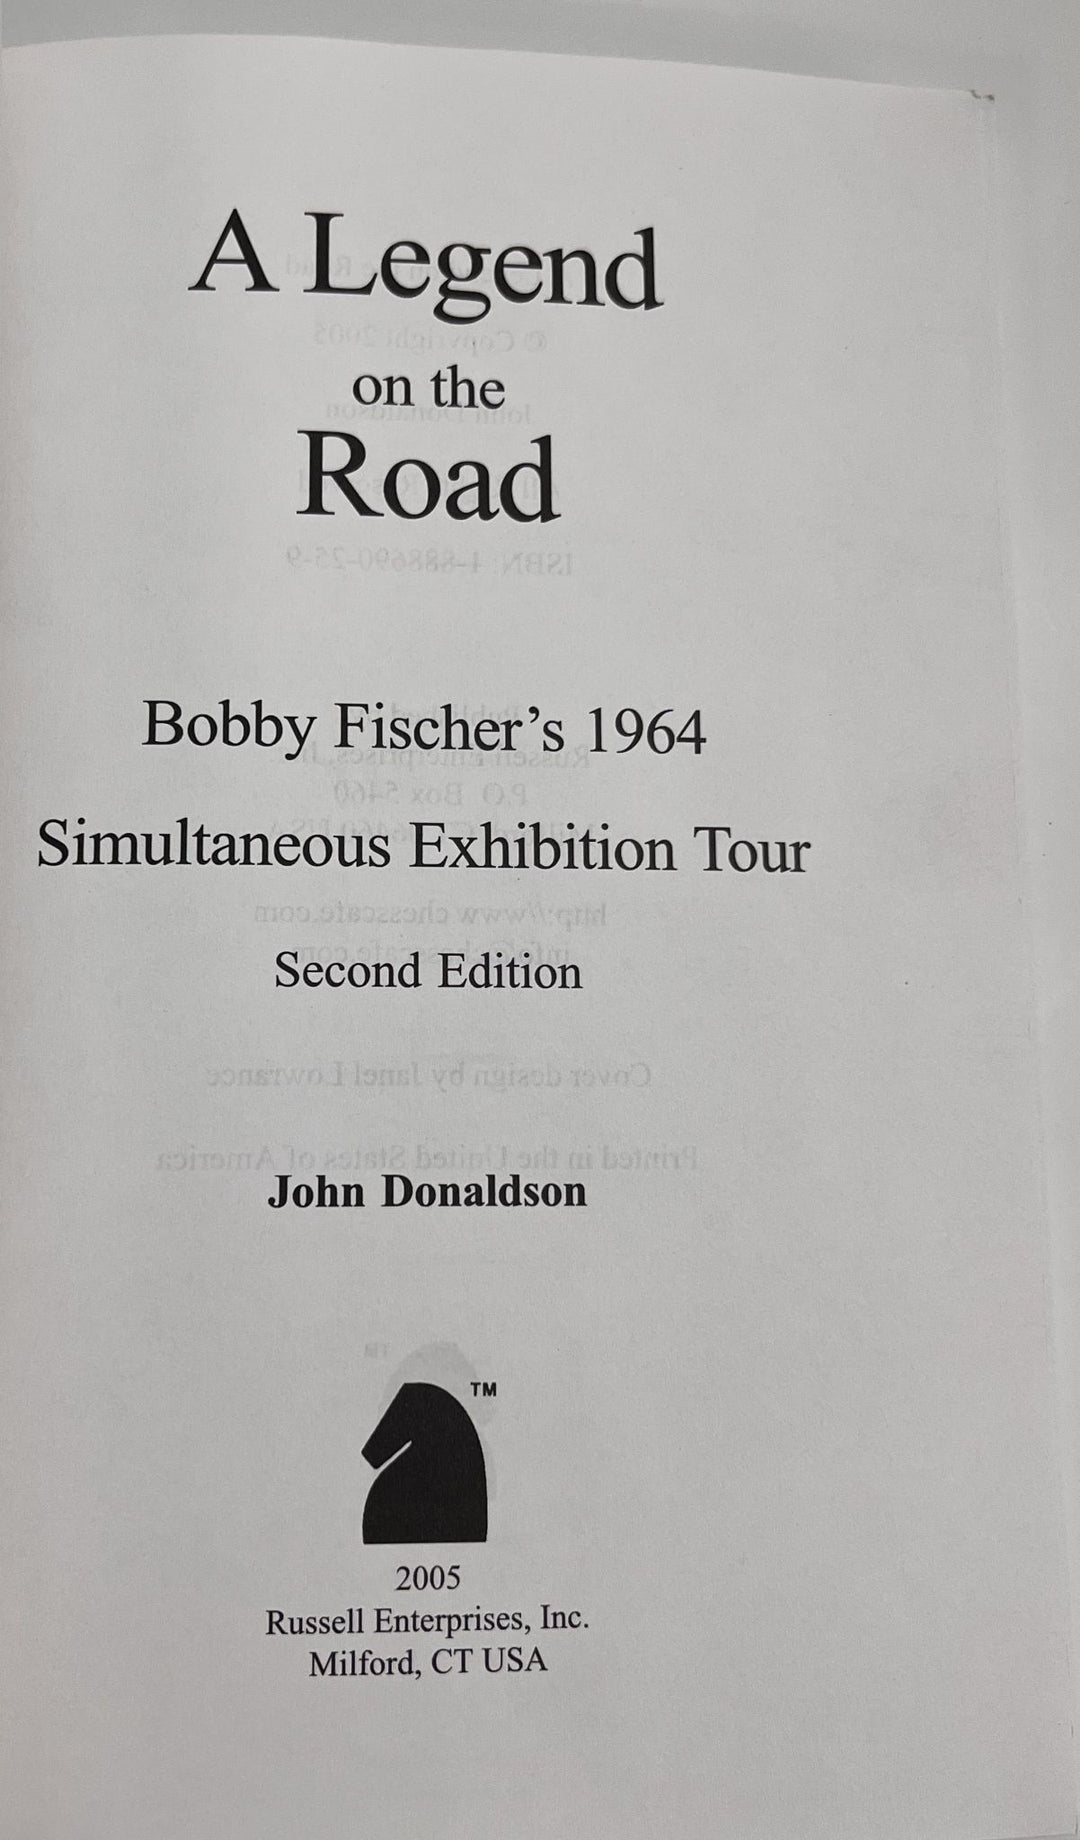 A Legend
on the
Road
Bobby Fischer’s 1964
Simultaneous Exhibition Tour
Second Edition
John Donaldson
TM
2005
Russell Enterprises, Inc.
Milford, CT USA